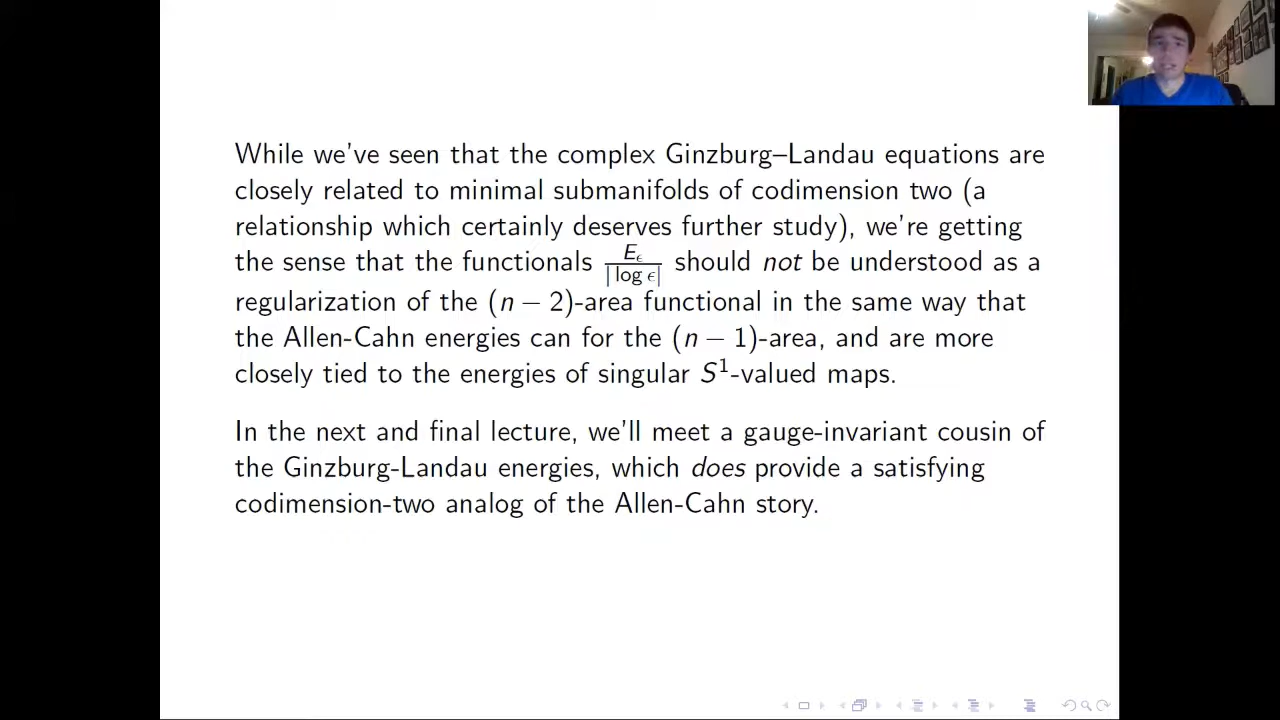 While we've seen that the complex Ginzburg–Landau equations are
closely related to minimal submanifolds of codimension two (a
relationship which certainly deserves further study), we're getting
the sense that the functionals $\frac{E_\epsilon}{|\log \epsilon|}$ should not be understood as a
regularization of the (n − 2)-area functional in the same way that
the Allen-Cahn energies can for the (n − 1)-area, and are more
closely tied to the energies of singular S¹-valued maps.
In the next and final lecture, we'll meet a gauge-invariant cousin of
the Ginzburg-Landau energies, which does provide a satisfying
codimension-two analog of the Allen-Cahn story.